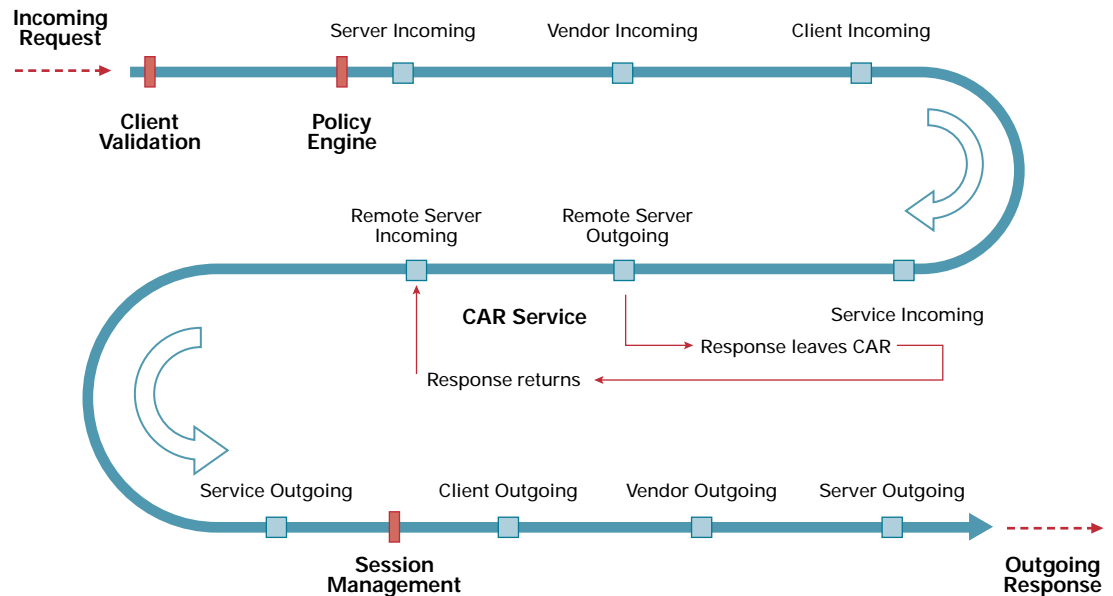 Incoming
Request
Server Incoming
Vendor Incoming
Client Incoming
Client
Validation
Policy
Engine
Remote Server
Incoming
Remote Server
Outgoing
CAR Service
Service Incoming
Response leaves CAR
Response returns
Service Outgoing
Client Outgoing
Vendor Outgoing
Server Outgoing
Session
Management
Outgoing
Response